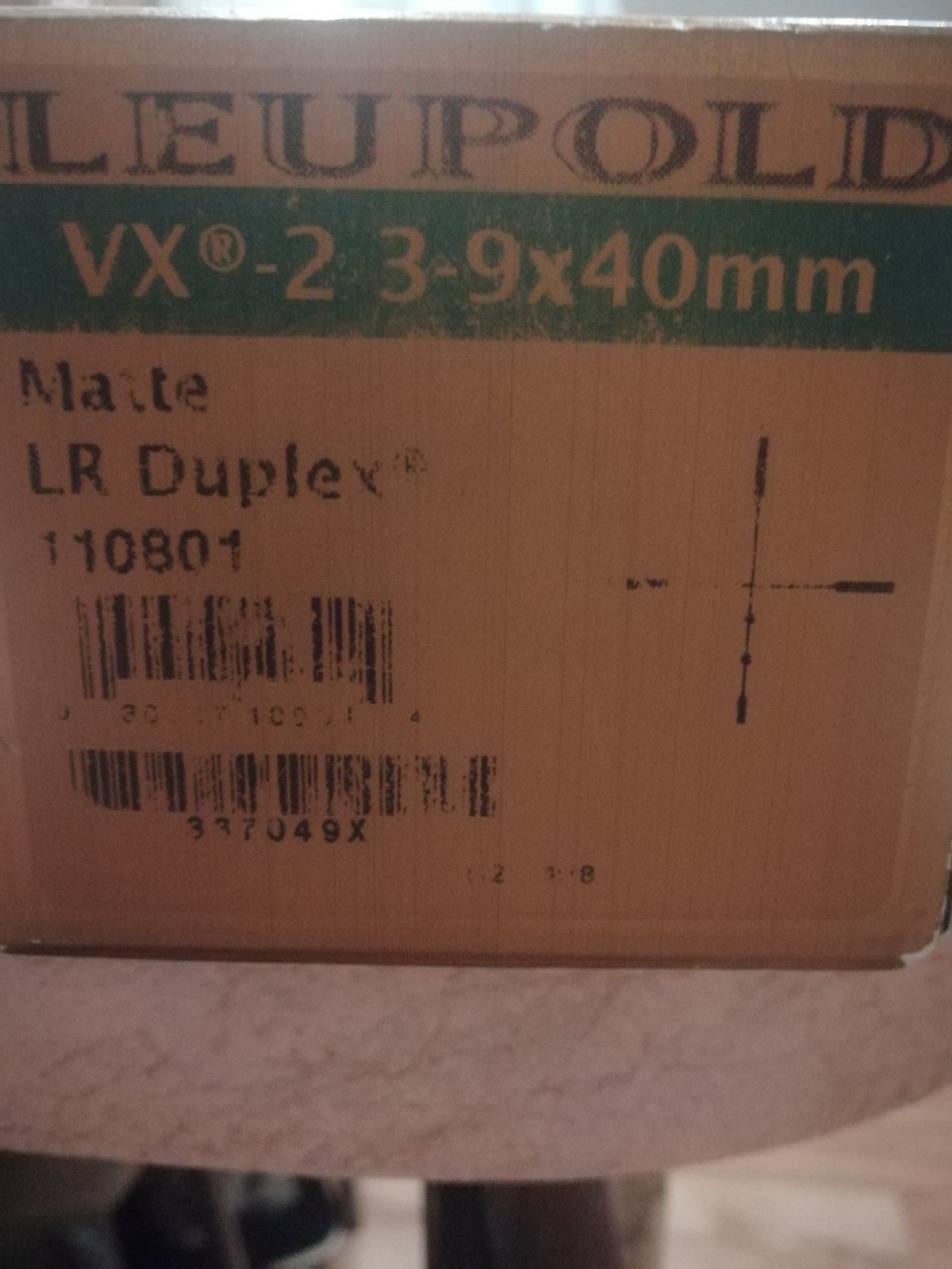 LEUPOLD
VX®-2 3-9x40mm
Matte
LR Duplex®
110801
337049X